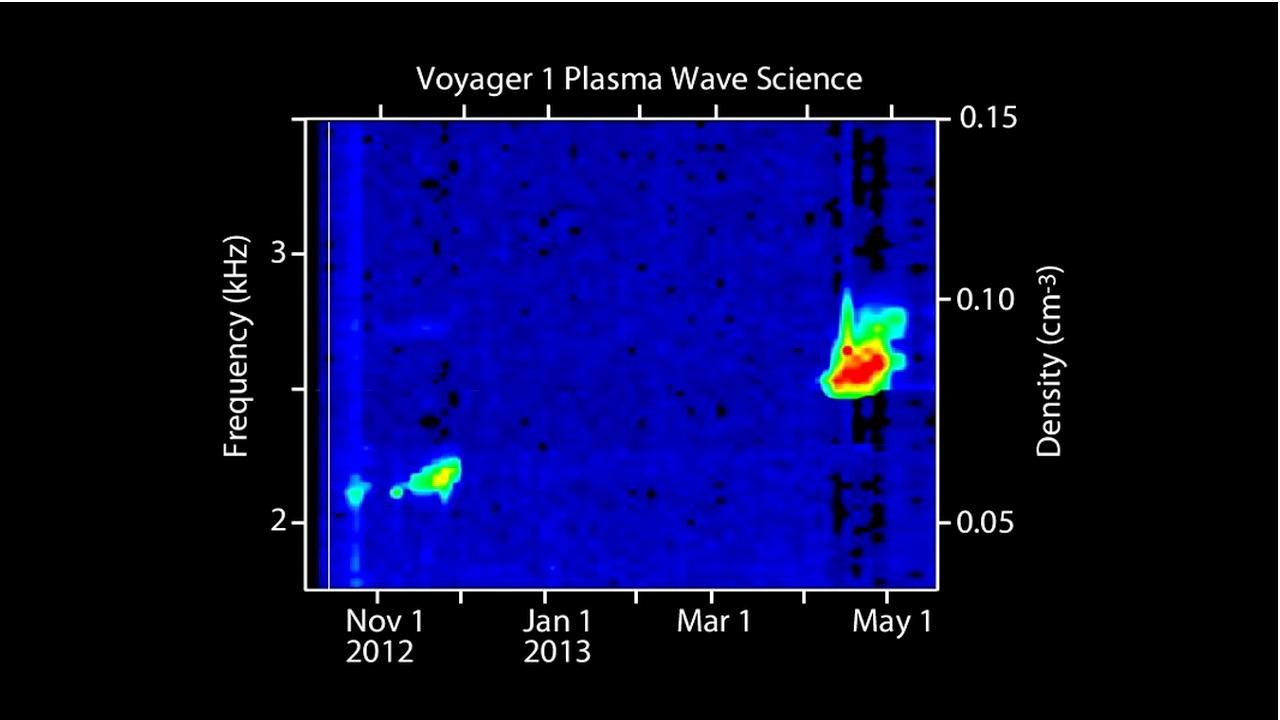 Voyager 1 Plasma Wave Science
0.15
3
0.10
Frequency (kHz)
Density (cm-3)
2
0.05
Nov 1
2012
Jan 1
2013
Mar 1
May 1